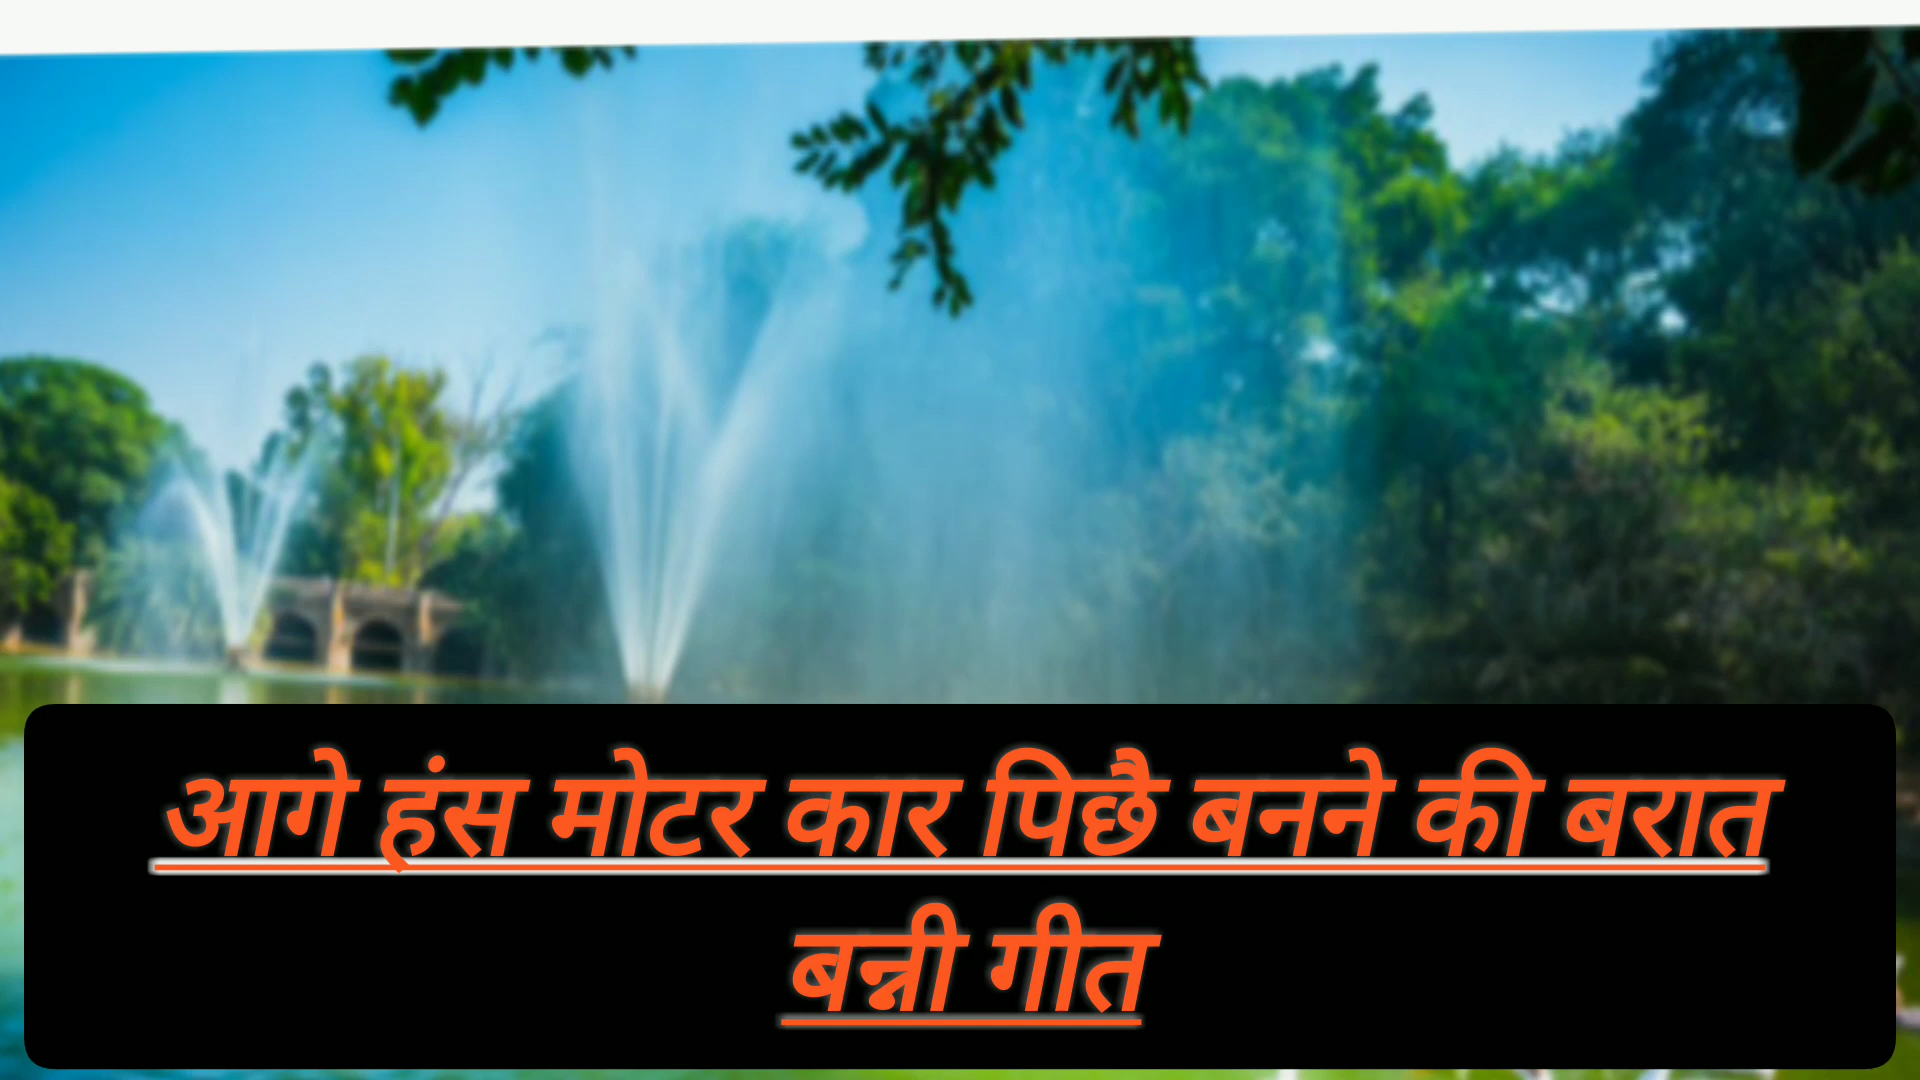 आगे हंस मोटर कार पिछै बनने की बरात
बन्नी गीत